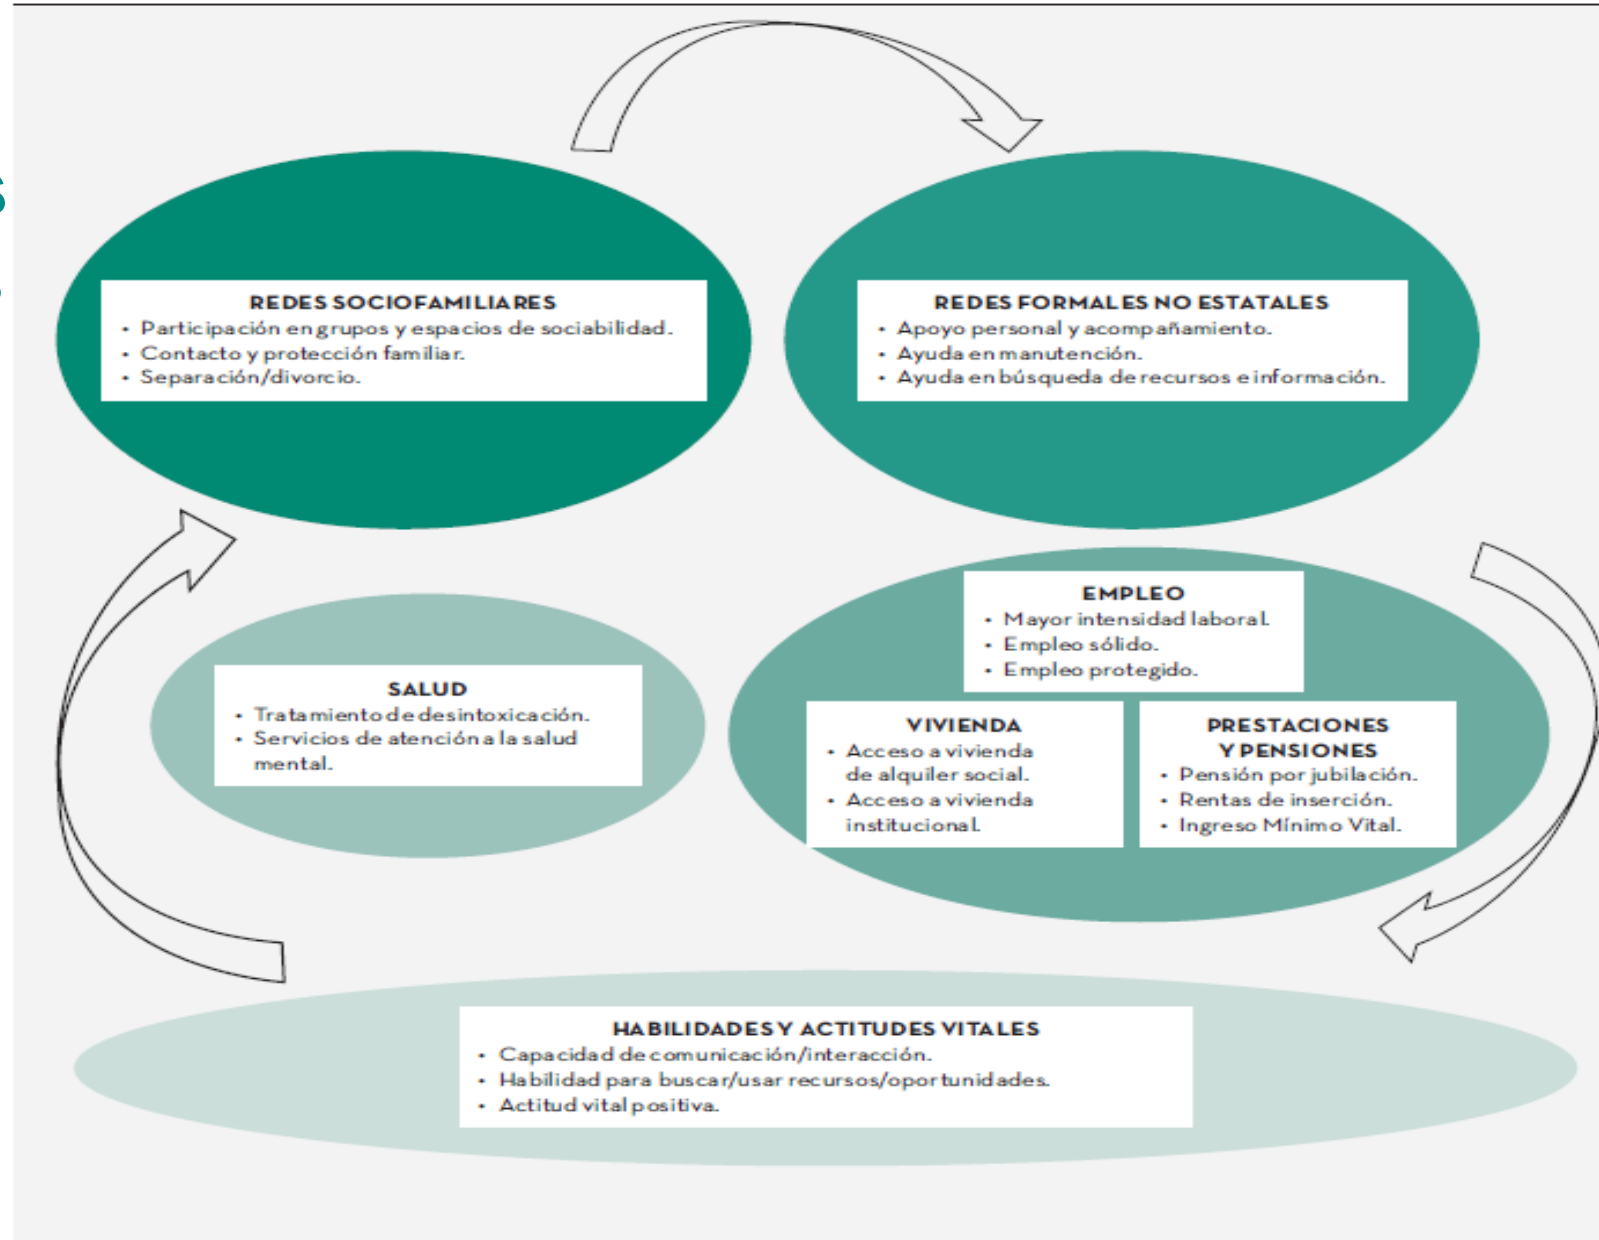 REDES SOCIOFAMILIARES
• Participación en grupos y espacios de sociabilidad.
• Contacto y protección familiar.
• Separación/divorcio.
REDES FORMALES NO ESTATALES
• Apoyo personal y acompañamiento.
• Ayuda en manutención.
• Ayuda en búsqueda de recursos e información.
EMPLEO
• Mayor intensidad laboral.
• Empleo sólido.
• Empleo protegido.
SALUD
• Tratamiento de desintoxicación.
• Servicios de atención a la salud
mental.
VIVIENDA
• Acceso a vivienda
de alquiler social.
• Acceso a vivienda
institucional.
PRESTACIONES
Y PENSIONES
• Pensión por jubilación.
• Rentas de inserción.
• Ingreso Mínimo Vital.
HABILIDADES Y ACTITUDES VITALES
• Capacidad de comunicación/interacción.
• Habilidad para buscar/usar recursos/oportunidades.
• Actitud vital positiva.